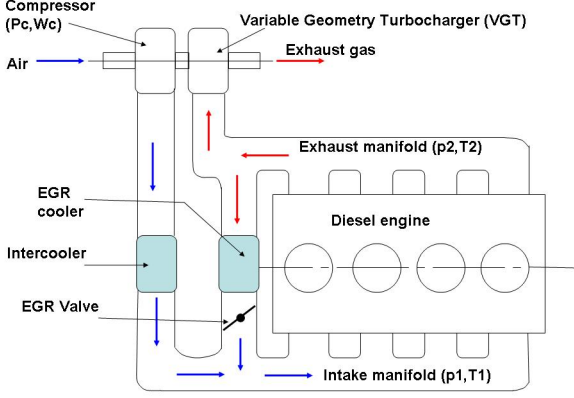 Compressor
(Pc,Wc)
Variable Geometry Turbocharger (VGT)
Exhaust gas
Air
Exhaust manifold (p2,T2)
EGR
cooler
Diesel engine
Intercooler
EGR Valve
Intake manifold (p1,T1)